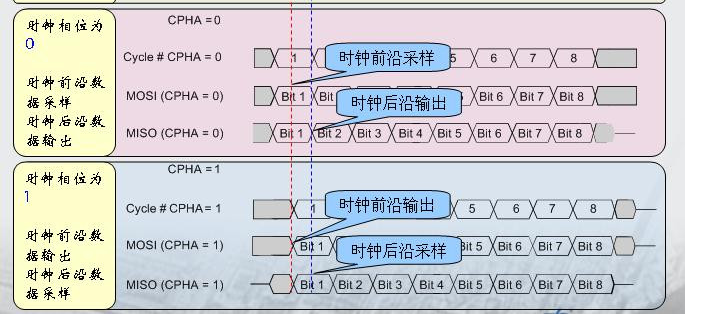 CPHA =0
时钟相位为
0
时钟前沿数
据采样
时钟后沿数
据输出
Cycle # CPHA = 0
1 5 6 7 8
时钟前沿采样
MOSI (CPHA = 0)
Bit 1 Bit Bit 6 Bit 7 Bit 8
时钟后沿输出
MISO (CPHA = 0)
Bit 1 Bit 2 Bit 3 Bit 4 Bit 5 Bit 6 Bit 7 Bit 8
CPHA =1
时钟相位为
1
时钟前沿数
据输出
时钟后沿数
据采样
Cycle # CPHA = 1
1 5 6 7 8
时钟前沿输出
MOSI (CPHA = 1)
Bit 1 Bit 5 Bit 6 Bit 7 Bit 8
时钟后沿采样
MISO (CPHA = 1)
Bit 1 Bit 2 Bit 3 Bit 4 Bit 5 Bit 6 Bit 7 Bit 8